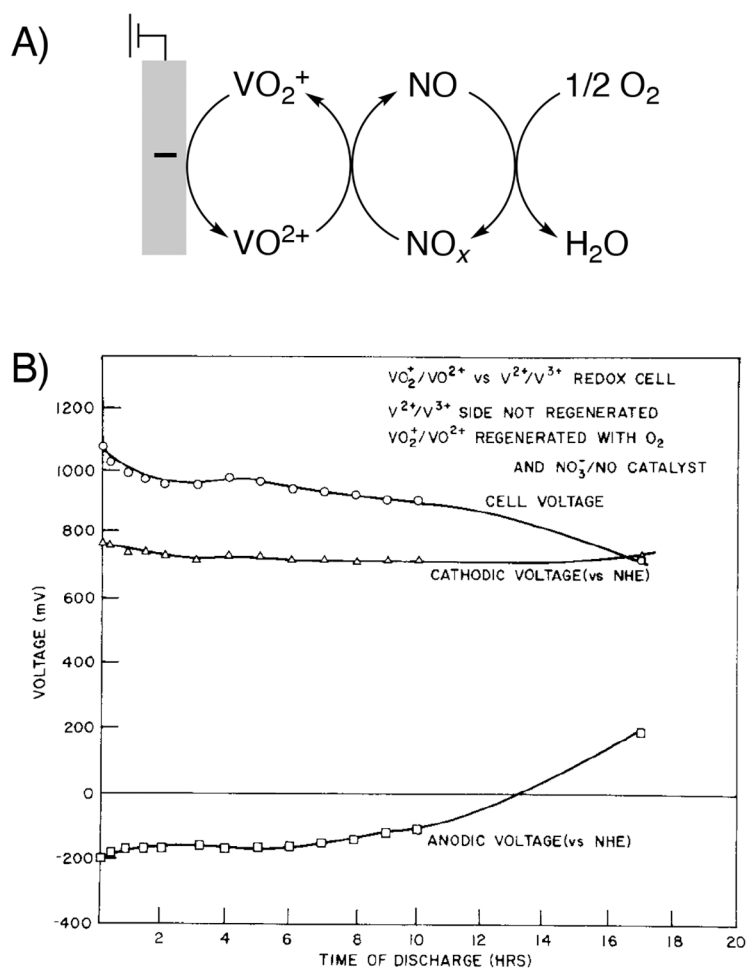 A)
VO₂⁺ NO 1/2 O₂
VO²⁺ NOₓ H₂O
B)
VO₂⁺/VO²⁺ vs V²⁺/V³⁺ REDOX CELL
V²⁺/V³⁺ SIDE NOT REGENERATED
VO₂⁺/VO²⁺ REGENERATED WITH O₂
AND NO₃⁻/NO CATALYST
CELL VOLTAGE
CATHODIC VOLTAGE(vs NHE)
ANODIC VOLTAGE(vs NHE)
VOLTAGE (mV)
1200
1000
800
600
400
200
0
-200
-400
2 4 6 8 10 12 14 16 18 20
TIME OF DISCHARGE (HRS)